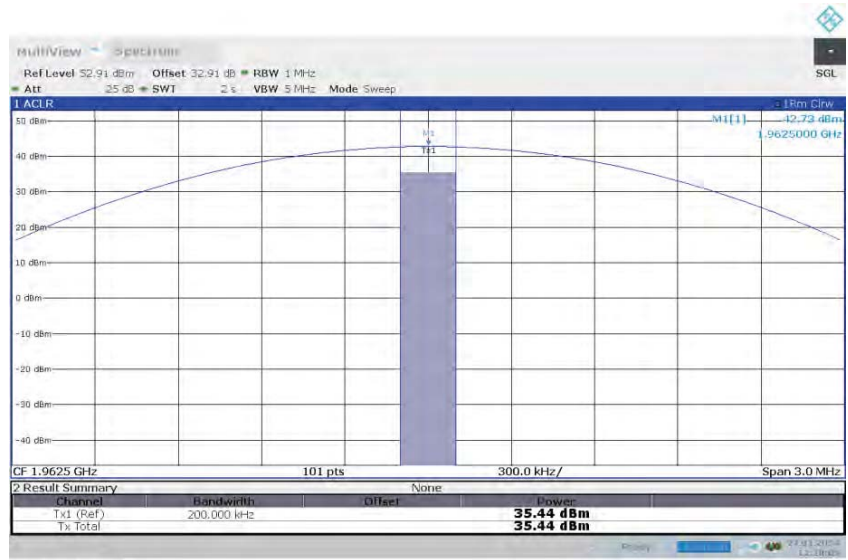 MultiView Spectrum
Ref Level 52.91 dBm Offset 32.91 dB RBW 1 MHz
SGL
Att 25 dB SWT 2 s VBW 5 MHz Mode Sweep
1 ACLR 1Rm Clrw
50 dBm
M1[1] 42.73 dBm
1.9625000 GHz
M1
Tx1
40 dBm
30 dBm
20 dBm
10 dBm
0 dBm
-10 dBm
-20 dBm
-30 dBm
-40 dBm
CF 1.9625 GHz 101 pts 300.0 kHz/ Span 3.0 MHz
2 Result Summary None
Channel Bandwidth Offset Power
Tx1 (Ref) 200.000 kHz 35.44 dBm
Tx Total 35.44 dBm